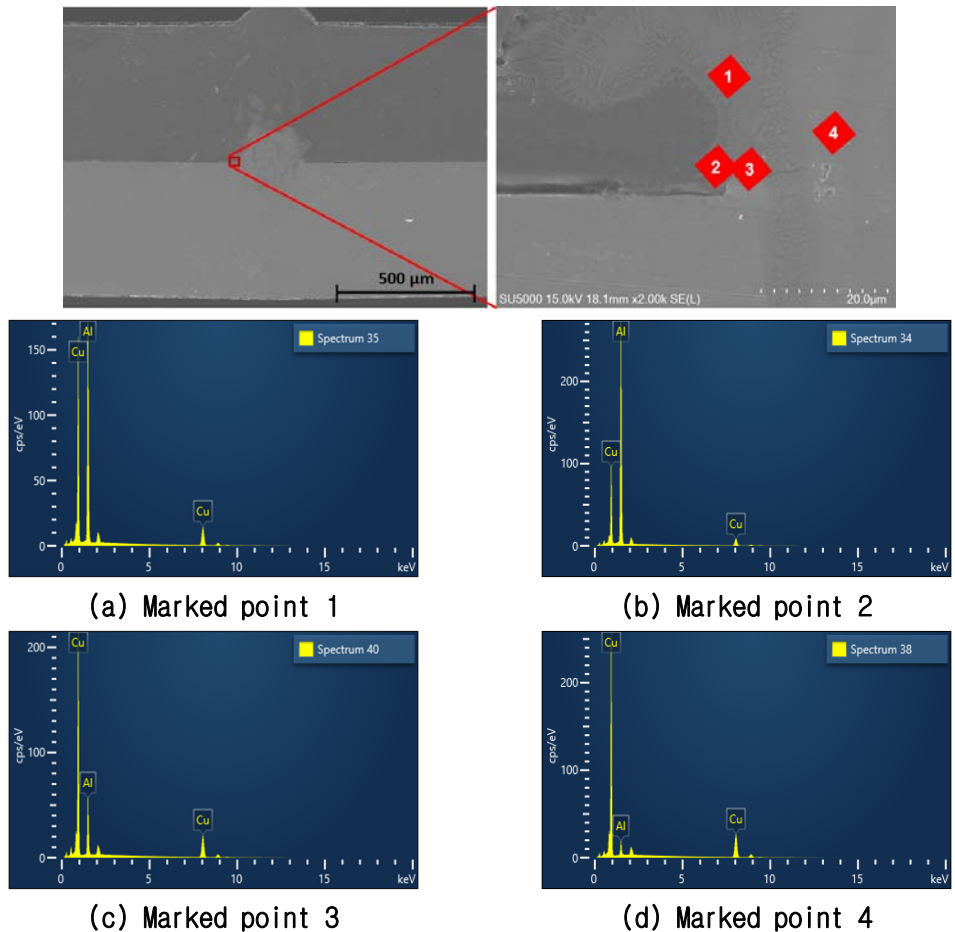 500 μm
1
2
3
4
SU5000 15.0kV 18.1mm x2.00k SE(L)
20.0μm
cps/eV
150
100
50
0
Cu
Al
Cu
Spectrum 35
0
5
10
15
keV
(a) Marked point 1
cps/eV
200
100
0
Cu
Al
Cu
Spectrum 34
0
5
10
15
keV
(b) Marked point 2
cps/eV
200
100
0
Cu
Al
Cu
Spectrum 40
0
5
10
15
keV
(c) Marked point 3
cps/eV
200
100
0
Cu
Al
Cu
Spectrum 38
0
5
10
15
keV
(d) Marked point 4